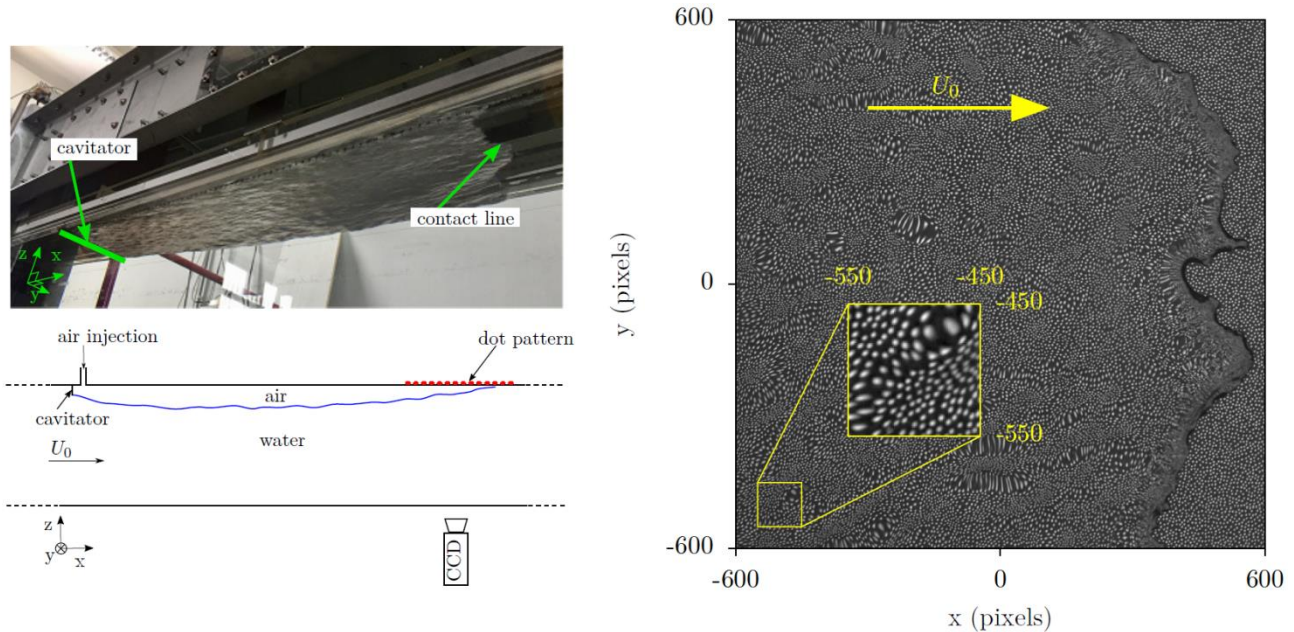 cavitator
contact line
z
x
y
air injection
dot pattern
air
cavitator
water
U0
z
y
x
CCD
600
U0
y (pixels)
0
-550
-450
-450
-550
-600
-600
0
600
x (pixels)